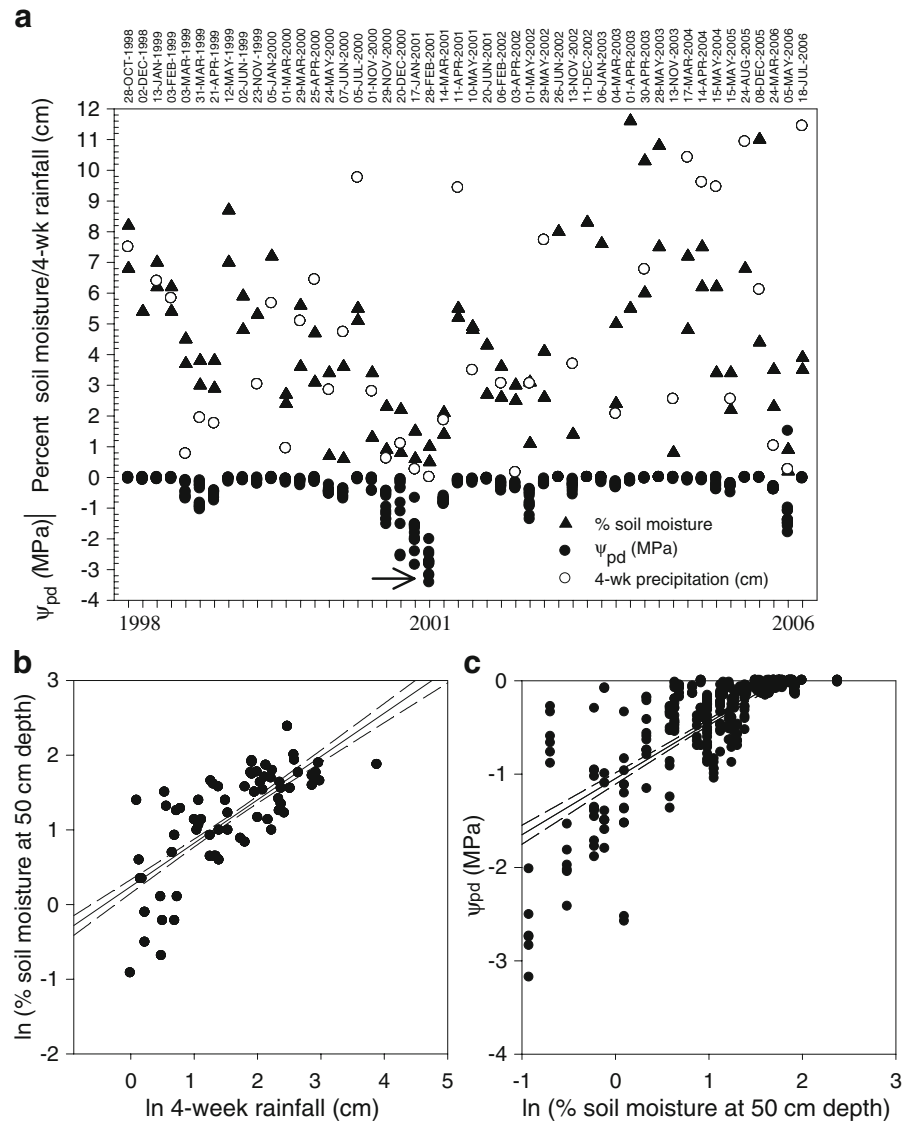 a
28-OCT-1998
02-DEC-1998
13-JAN-1999
03-FEB-1999
03-MAR-1999
31-MAR-1999
21-APR-1999
12-MAY-1999
02-JUN-1999
23-NOV-1999
05-JAN-2000
01-MAR-2000
29-MAR-2000
25-APR-2000
24-MAY-2000
07-JUN-2000
05-JUL-2000
01-NOV-2000
29-NOV-2000
20-DEC-2000
17-JAN-2001
28-FEB-2001
14-MAR-2001
11-APR-2001
10-MAY-2001
20-JUN-2001
06-FEB-2002
03-APR-2002
01-MAY-2002
29-MAY-2002
26-JUN-2002
13-NOV-2002
11-DEC-2002
06-JAN-2003
04-MAR-2003
01-APR-2003
30-APR-2003
28-MAY-2003
13-NOV-2003
17-MAR-2004
14-APR-2004
15-MAY-2004
15-MAY-2005
24-AUG-2005
08-DEC-2005
24-MAR-2006
05-MAY-2006
18-JUL-2006
ψpd (MPa)| Percent soil moisture/4-wk rainfall (cm)
12
11
10
9
8
7
6
5
4
3
2
1
0
-1
-2
-3
-4
% soil moisture
ψpd (MPa)
4-wk precipitation (cm)
1998 2001 2006
b
ln (% soil moisture at 50 cm depth)
3
2
1
0
-1
-2
0 1 2 3 4 5
ln 4-week rainfall (cm)
c
ψpd (MPa)
0
-1
-2
-3
-4
-1 0 1 2 3
ln (% soil moisture at 50 cm depth)